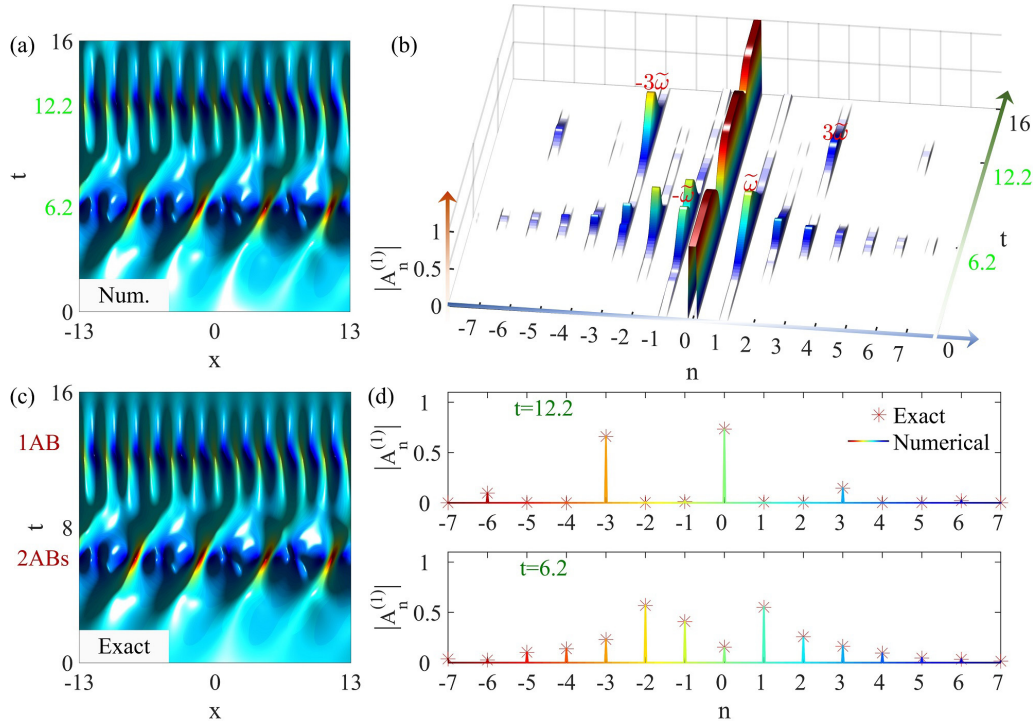 (a)
16
12.2
t
6.2
0
Num.
-13
0
13
x
(b)
-3ω̃
3ω̃
-ω̃
ω̃
|A_n^{(1)}|
1
0.5
0
-7 -6 -5 -4 -3 -2 -1 0 1 2 3 4 5 6 7 0
n
16
12.2
t
6.2
(c)
16
1AB
t
8
2ABs
0
Exact
-13
0
13
x
(d)
t=12.2
Exact
Numerical
|A_n^{(1)}|
1
0.5
0
-7 -6 -5 -4 -3 -2 -1 0 1 2 3 4 5 6 7
t=6.2
|A_n^{(1)}|
1
0.5
0
-7 -6 -5 -4 -3 -2 -1 0 1 2 3 4 5 6 7
n